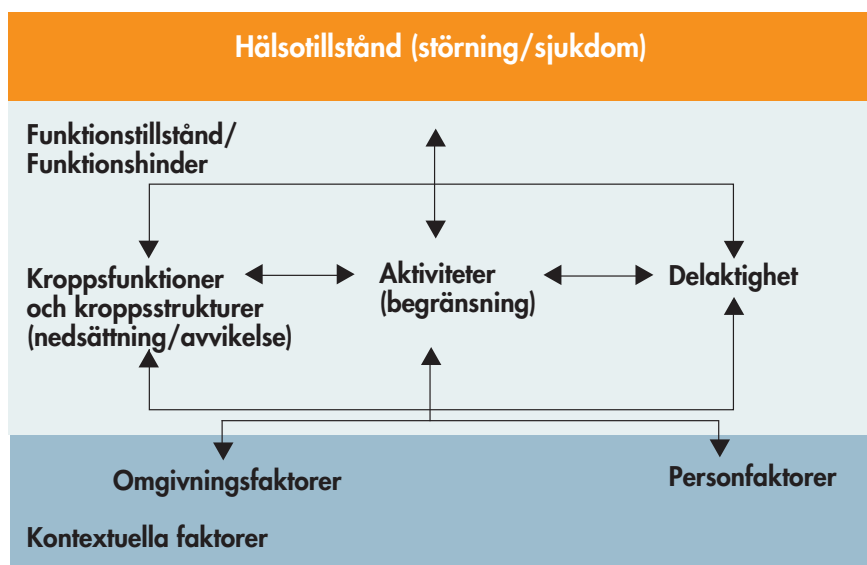 Hälsotillstånd (störning/sjukdom)
Funktionstillstånd/
Funktionshinder
Kroppsfunktioner
och kroppsstrukturer
(nedsättning/avvikelse)
Aktiviteter
(begränsning)
Delaktighet
Omgivningsfaktorer
Personfaktorer
Kontextuella faktorer